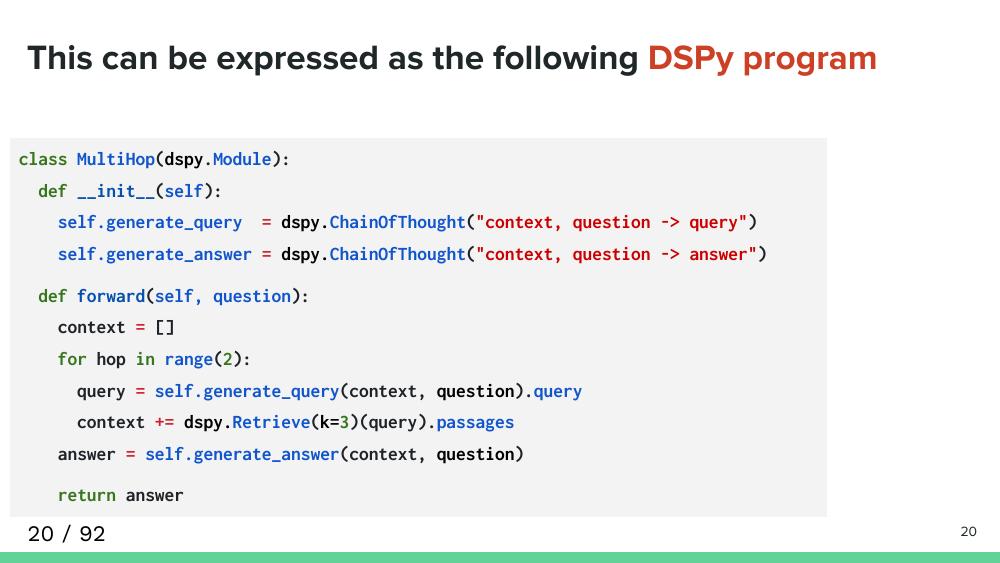 This can be expressed as the following DSPy program
class MultiHop(dspy.Module):
  def __init__(self):
    self.generate_query  = dspy.ChainOfThought("context, question -> query")
    self.generate_answer = dspy.ChainOfThought("context, question -> answer")
  def forward(self, question):
    context = []
    for hop in range(2):
      query = self.generate_query(context, question).query
      context += dspy.Retrieve(k=3)(query).passages
    answer = self.generate_answer(context, question)
    return answer
20 / 92
20